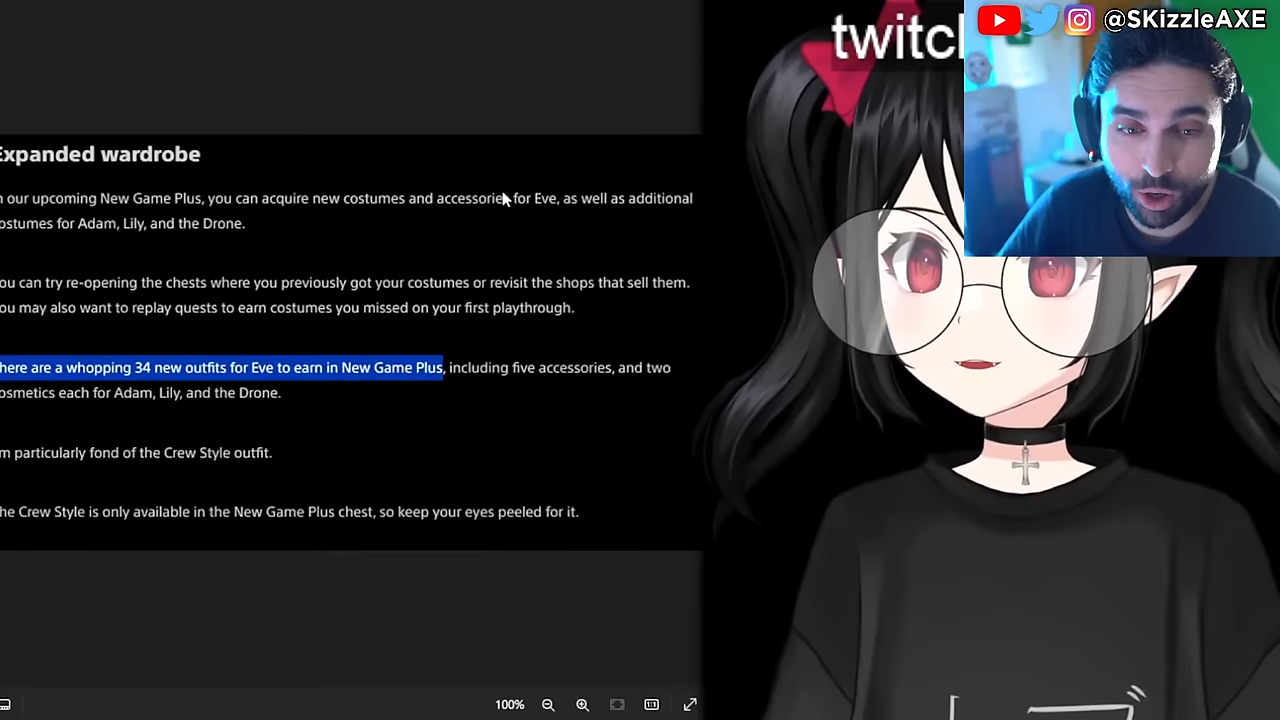 twitc
@SKizzleAXE
Expanded wardrobe
n our upcoming New Game Plus, you can acquire new costumes and accessories for Eve, as well as additional
ostumes for Adam, Lily, and the Drone.
ou can try re-opening the chests where you previously got your costumes or revisit the shops that sell them.
ou may also want to replay quests to earn costumes you missed on your first playthrough.
here are a whopping 34 new outfits for Eve to earn in New Game Plus, including five accessories, and two
osmetics each for Adam, Lily, and the Drone.
m particularly fond of the Crew Style outfit.
he Crew Style is only available in the New Game Plus chest, so keep your eyes peeled for it.
100%
1:1